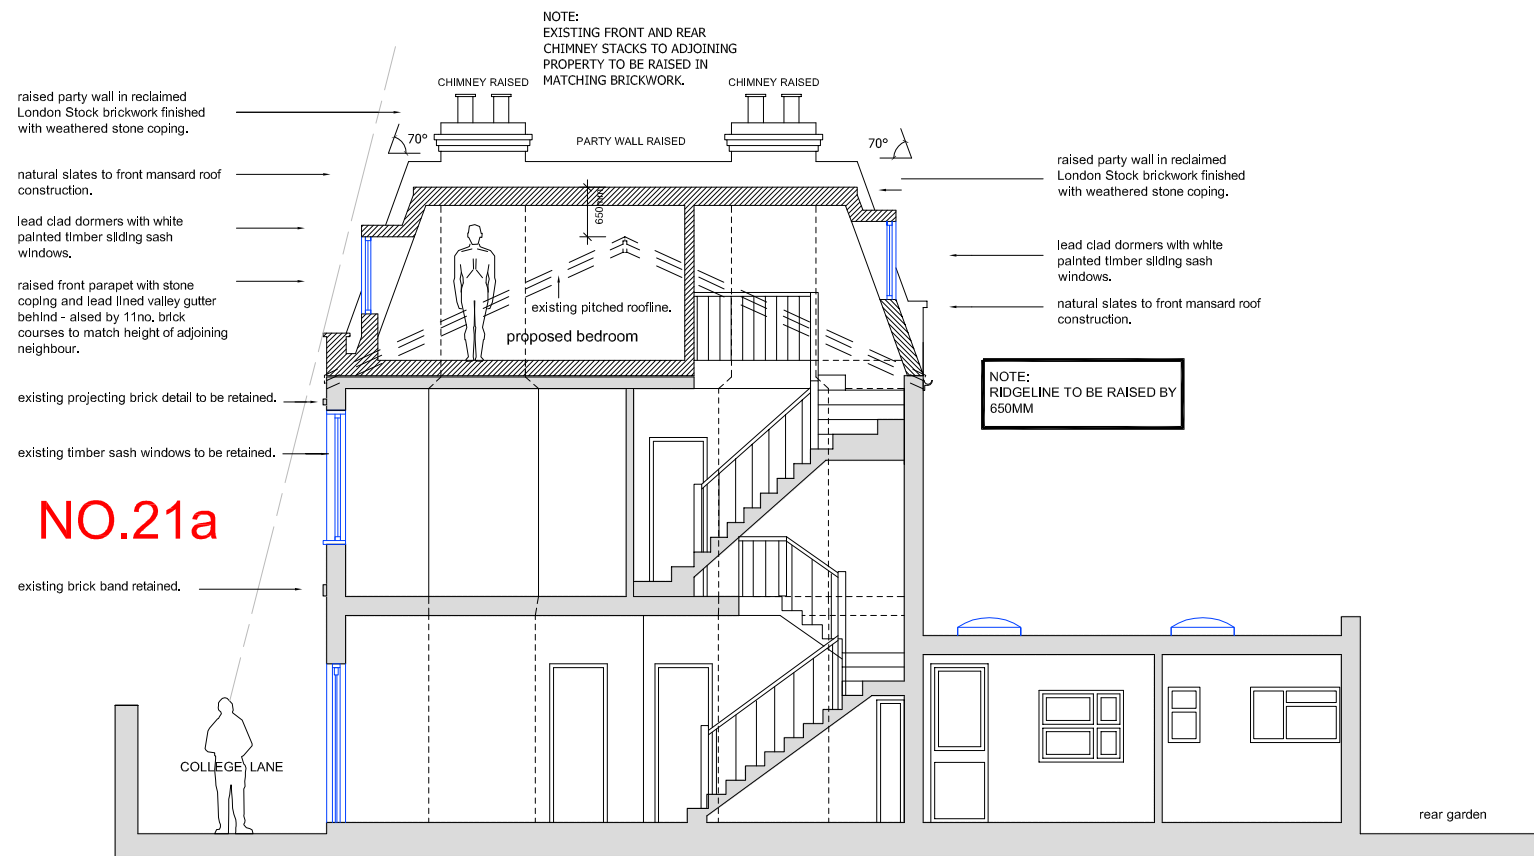 NOTE:
EXISTING FRONT AND REAR
CHIMNEY STACKS TO ADJOINING
PROPERTY TO BE RAISED IN
MATCHING BRICKWORK.
CHIMNEY RAISED
CHIMNEY RAISED
raised party wall in reclaimed
London Stock brickwork finished
with weathered stone coping.
70°
PARTY WALL RAISED
70°
natural slates to front mansard roof
construction.
raised party wall in reclaimed
London Stock brickwork finished
with weathered stone coping.
650mm
lead clad dormers with white
painted timber sliding sash
windows.
lead clad dormers with white
painted timber sliding sash
windows.
raised front parapet with stone
coping and lead lined valley gutter
behind - alsed by 11no. brick
courses to match height of adjoining
neighbour.
existing pitched roofline.
natural slates to front mansard roof
construction.
proposed bedroom
NOTE:
RIDGELINE TO BE RAISED BY
650MM
existing projecting brick detail to be retained.
existing timber sash windows to be retained.
NO.21a
existing brick band retained.
COLLEGE LANE
rear garden